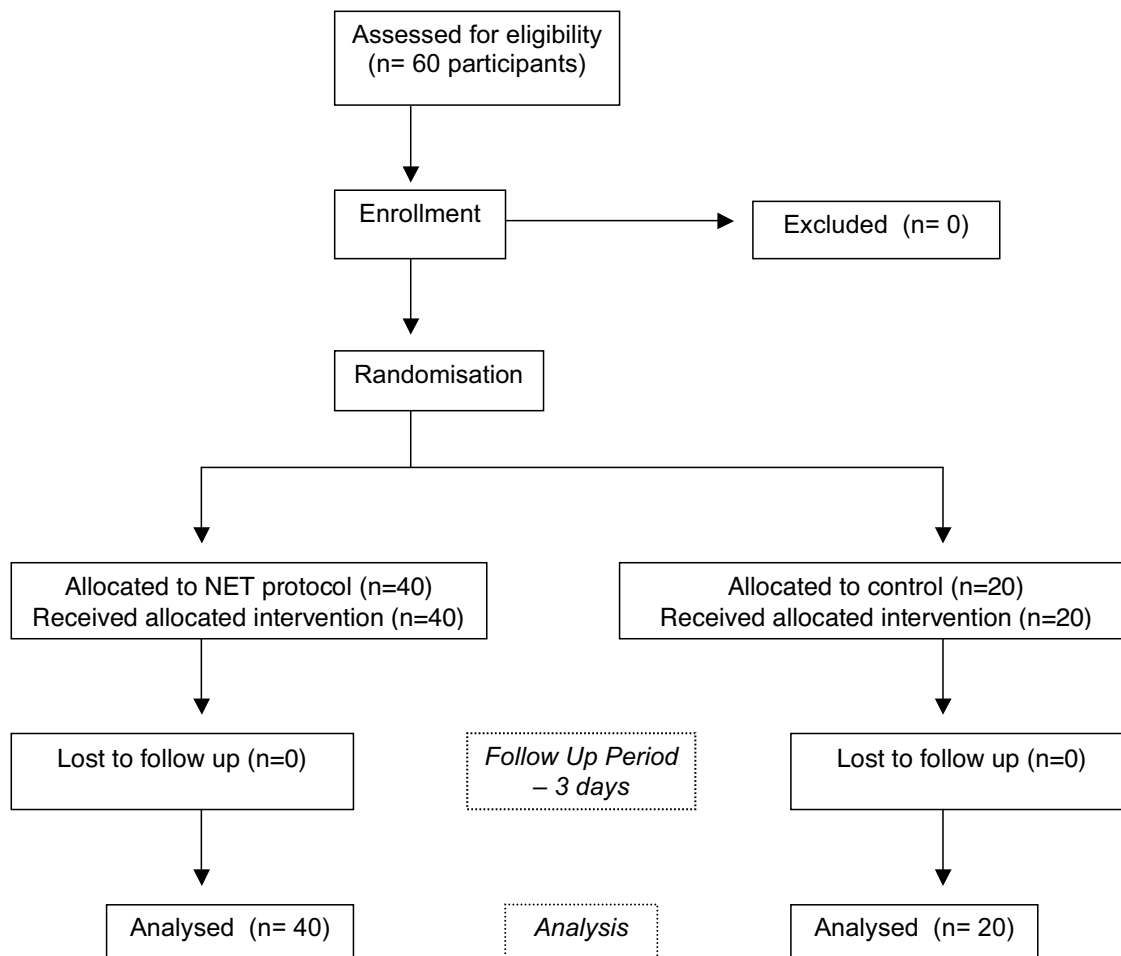 Assessed for eligibility
(n= 60 participants)
Enrollment
Excluded (n= 0)
Randomisation
Allocated to NET protocol (n=40)
Received allocated intervention (n=40)
Allocated to control (n=20)
Received allocated intervention (n=20)
Lost to follow up (n=0)
Follow Up Period
– 3 days
Lost to follow up (n=0)
Analysed (n= 40)
Analysis
Analysed (n= 20)